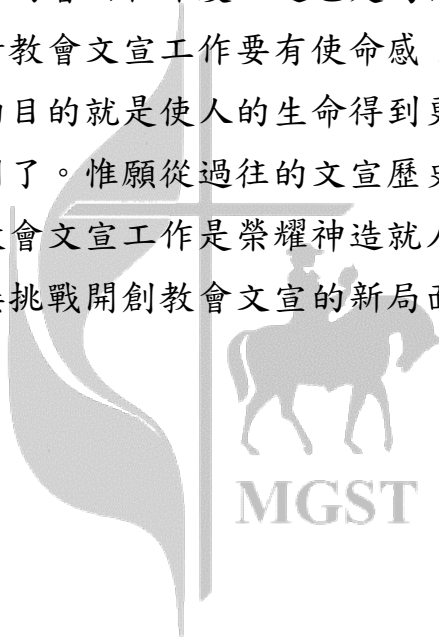 教會文宣工作要有使命感
目的就是使人的生命得到
了。惟願從過往的文宣歷
會文宣工作是榮耀神造就
挑戰開創教會文宣的新局
MGST